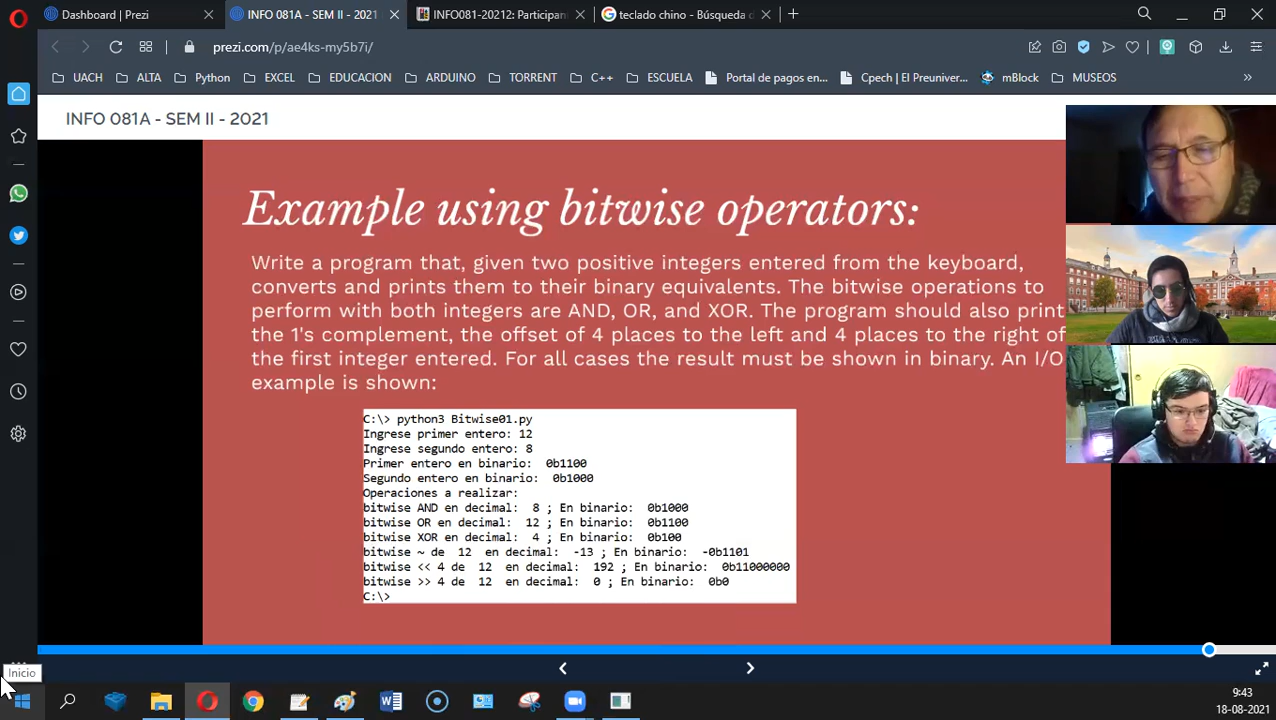 Dashboard | Prezi
INFO 081A - SEM II - 2021
INFO081-20212: Participan
teclado chino - Búsqueda d
prezi.com/p/ae4ks-my5b7i/
UACH
ALTA
Python
EXCEL
EDUCACION
ARDUINO
TORRENT
C++
ESCUELA
Portal de pagos en...
Cpech | El Preuniver...
mBlock
MUSEOS
INFO 081A - SEM II - 2021
Example using bitwise operators:
Write a program that, given two positive integers entered from the keyboard,
converts and prints them to their binary equivalents. The bitwise operations to
perform with both integers are AND, OR, and XOR. The program should also print
the 1's complement, the offset of 4 places to the left and 4 places to the right of
the first integer entered. For all cases the result must be shown in binary. An I/O
example is shown:
C:\> python3 Bitwise01.py
Ingrese primer entero: 12
Ingrese segundo entero: 8
Primer entero en binario: 0b1100
Segundo entero en binario: 0b1000
Operaciones a realizar:
bitwise AND en decimal: 8 ; En binario: 0b1000
bitwise OR en decimal: 12 ; En binario: 0b1100
bitwise XOR en decimal: 4 ; En binario: 0b100
bitwise ~ de 12 en decimal: -13 ; En binario: -0b1101
bitwise << 4 de 12 en decimal: 192 ; En binario: 0b11000000
bitwise >> 4 de 12 en decimal: 0 ; En binario: 0b0
C:\>
Inicio
9:43
18-08-2021